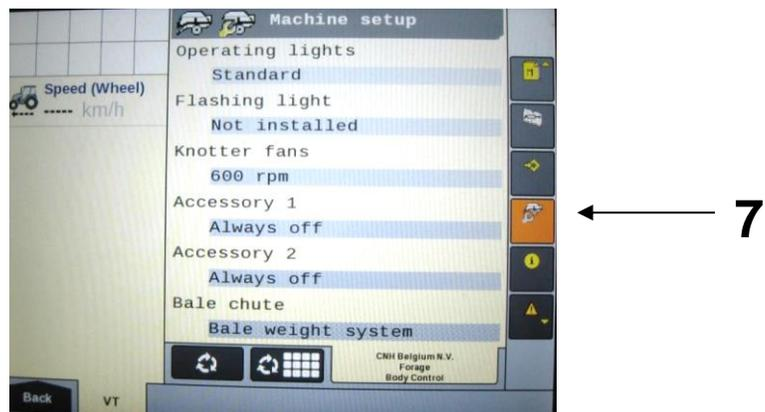 Machine setup
Operating lights
Standard
Speed (Wheel)
----- km/h
Flashing light
Not installed
Knotter fans
600 rpm
Accessory 1
Always off
Accessory 2
Always off
Bale chute
Bale weight system
CNH Belgium N.V.
Forage
Body Control
Back
VT
7